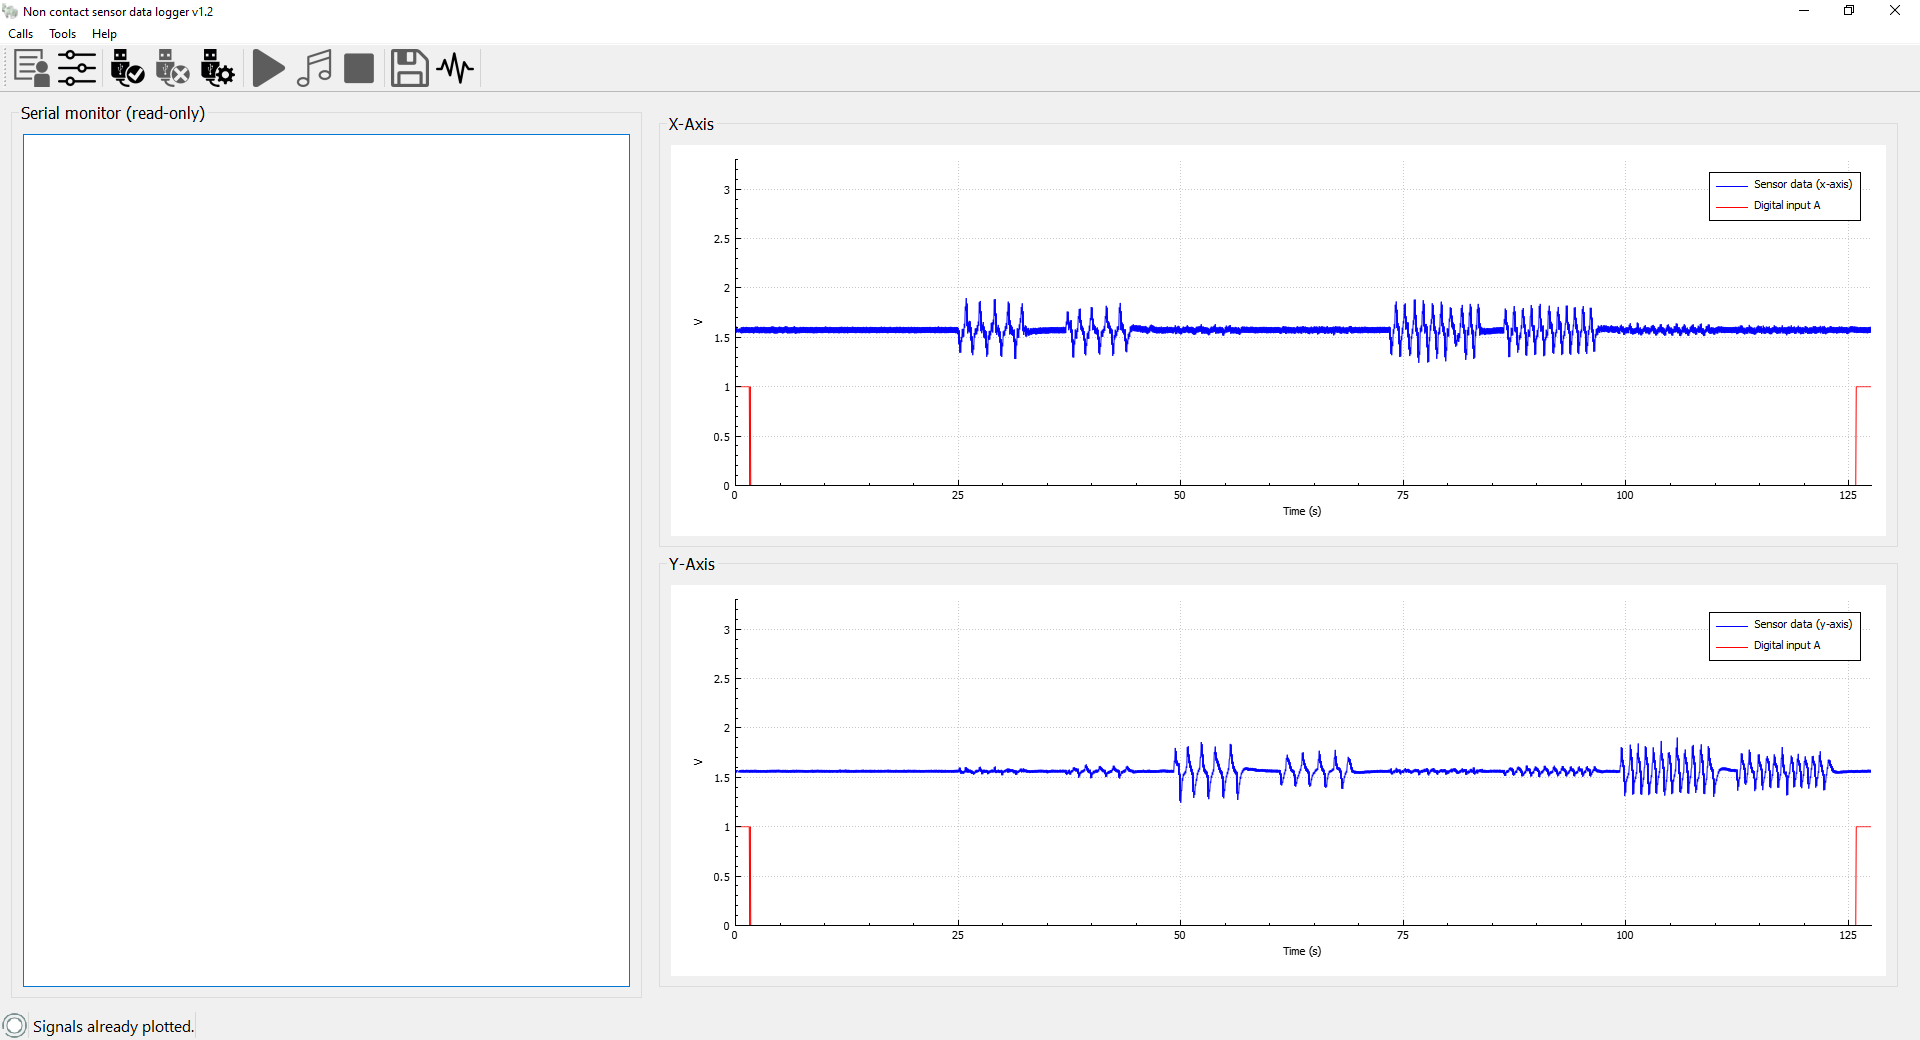 Non contact sensor data logger v1.2
Calls Tools Help
Serial monitor (read-only)
X-Axis
3
2.5
2
1.5
1
0.5
0
V
Sensor data (x-axis)
Digital input A
0 25 50 75 100 125
Time (s)
Y-Axis
3
2.5
2
1.5
1
0.5
0
V
Sensor data (y-axis)
Digital input A
0 25 50 75 100 125
Time (s)
Signals already plotted.